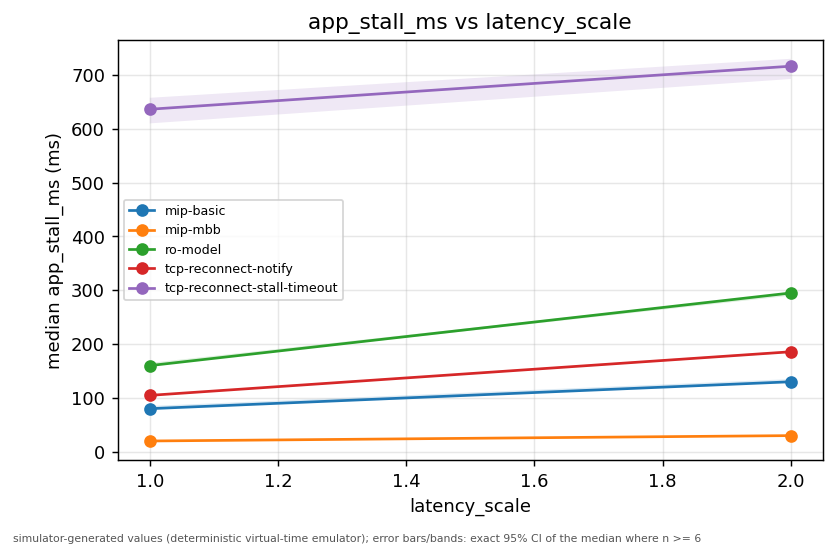 app_stall_ms vs latency_scale
median app_stall_ms (ms)
700
600
500
400
300
200
100
0
mip-basic
mip-mbb
ro-model
tcp-reconnect-notify
tcp-reconnect-stall-timeout
1.0 1.2 1.4 1.6 1.8 2.0
latency_scale
simulator-generated values (deterministic virtual-time emulator); error bars/bands: exact 95% CI of the median where n >= 6